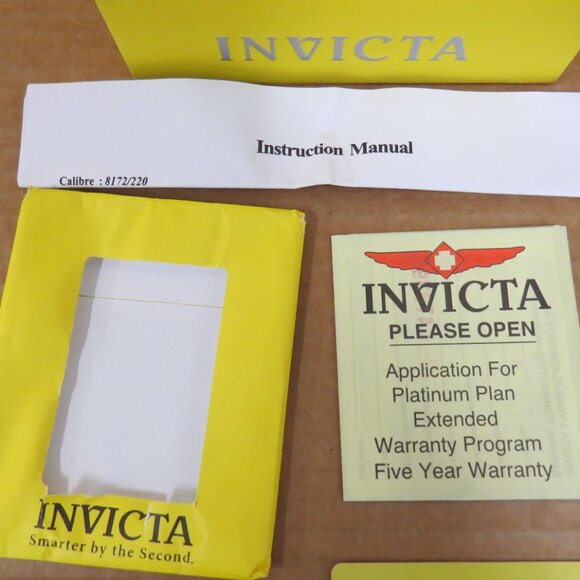 INVICTA
Instruction Manual
Calibre : 8172/220
INVICTA
PLEASE OPEN
Application For
Platinum Plan
Extended
Warranty Program
Five Year Warranty
INVICTA
Smarter by the Second.